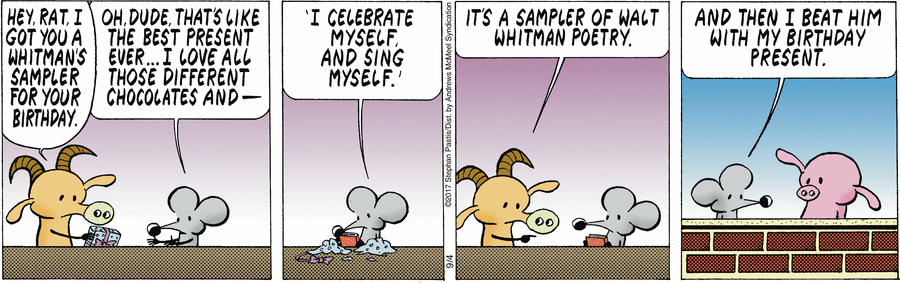 HEY, RAT, I
GOT YOU A
WHITMAN'S
SAMPLER
FOR YOUR
BIRTHDAY.
OH, DUDE, THAT'S LIKE
THE BEST PRESENT
EVER...I LOVE ALL
THOSE DIFFERENT
CHOCOLATES AND—
'I CELEBRATE
MYSELF,
AND SING
MYSELF.'
©2017 Stephan Pastis/Dist. by Andrews McMeel Syndication
9/4
IT'S A SAMPLER OF WALT
WHITMAN POETRY.
AND THEN I BEAT HIM
WITH MY BIRTHDAY
PRESENT.